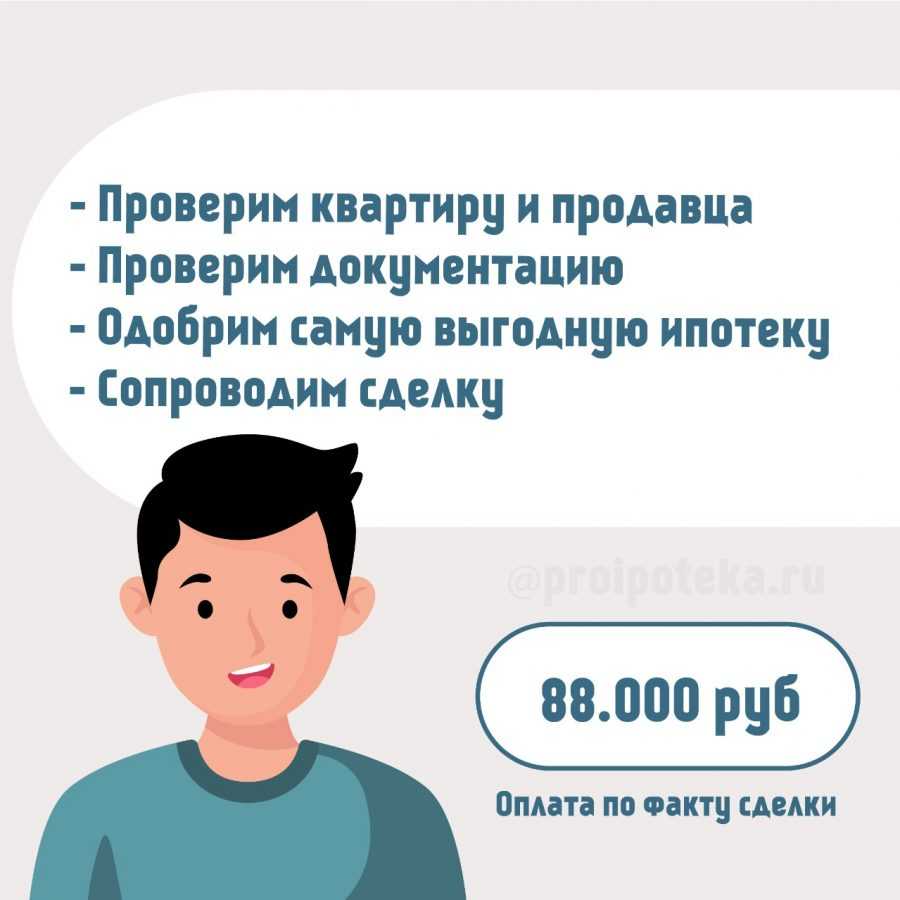 - Проверим квартиру и продавца
- Проверим документацию
- Одобрим самую выгодную ипотеку
- Сопроводим сделку
@proipoteka.ru
88.000 руб
Оплата по факту сделки